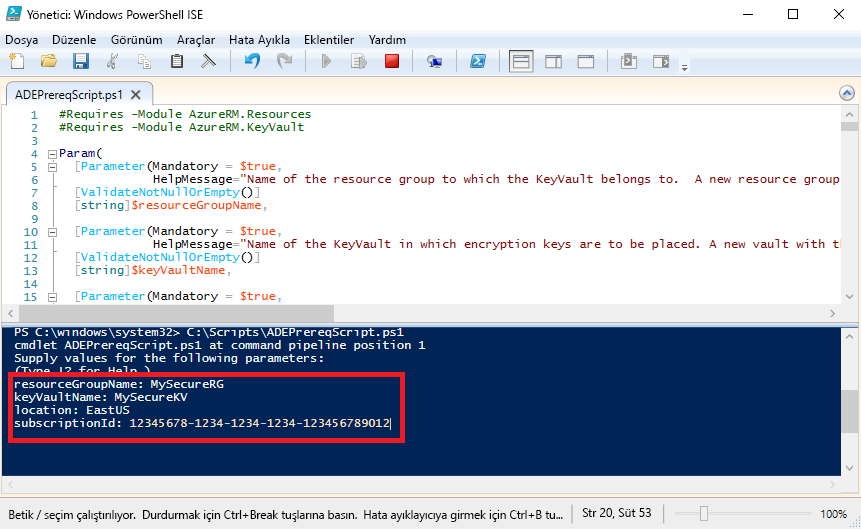 Yönetici: Windows PowerShell ISE
Dosya Düzenle Görünüm Araçlar Hata Ayıkla Eklentiler Yardım
ADEPrereqScript.ps1
1 #Requires -Module AzureRM.Resources
2 #Requires -Module AzureRM.KeyVault
3
4 Param(
5 [Parameter(Mandatory = $true,
6 HelpMessage="Name of the resource group to which the KeyVault belongs to. A new resource group
7 [ValidateNotNullOrEmpty()]
8 [string]$resourceGroupName,
9
10 [Parameter(Mandatory = $true,
11 HelpMessage="Name of the KeyVault in which encryption keys are to be placed. A new vault with th
12 [ValidateNotNullOrEmpty()]
13 [string]$keyVaultName,
14
15 [Parameter(Mandatory = $true,
PS C:\windows\system32> C:\Scripts\ADEPrereqScript.ps1
cmdlet ADEPrereqScript.ps1 at command pipeline position 1
Supply values for the following parameters:
(Type !? for Help.)
resourceGroupName: MySecureRG
keyVaultName: MySecureKV
location: EastUS
subscriptionId: 12345678-1234-1234-1234-123456789012
Betik / seçim çalıştırılıyor. Durdurmak için Ctrl+Break tuşlarına basın. Hata ayıklayıcıya girmek için Ctrl+B tu... Str 20, Süt 53 100%